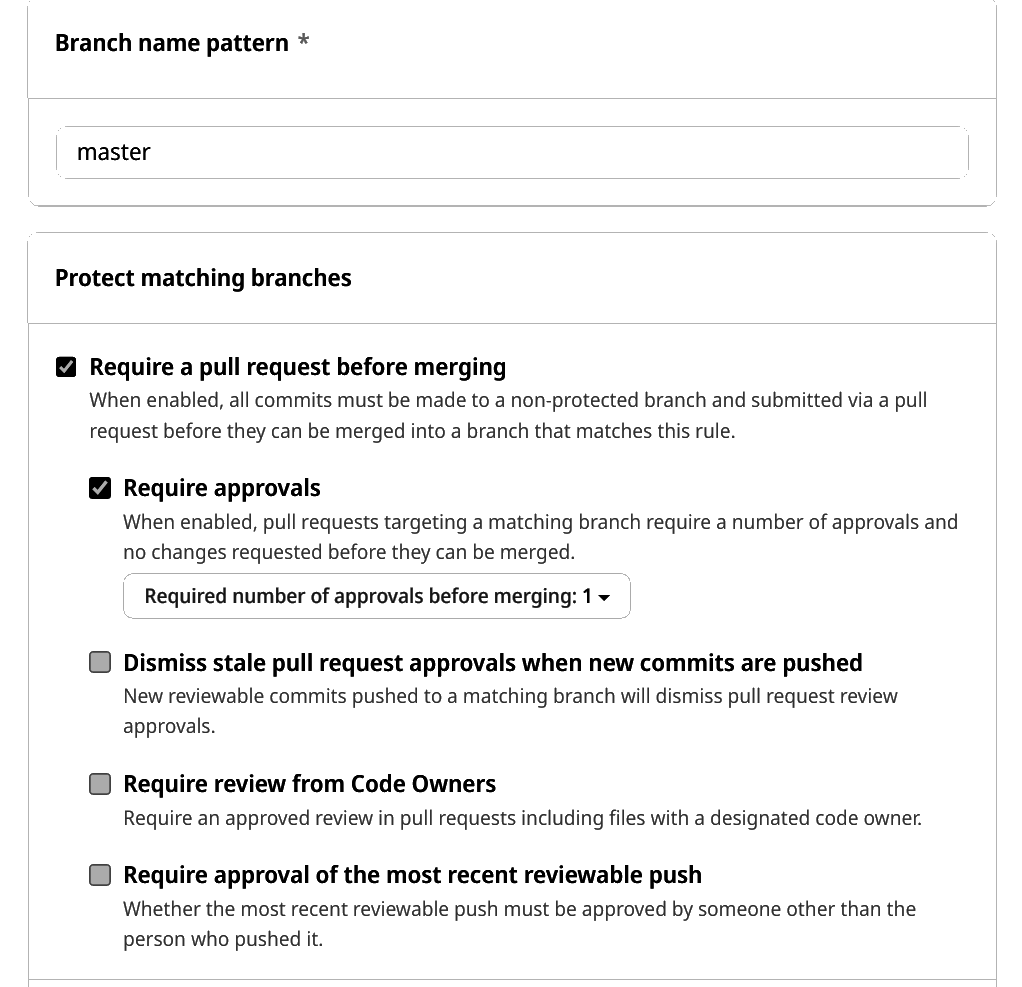 Branch name pattern *
master
Protect matching branches
Require a pull request before merging
When enabled, all commits must be made to a non-protected branch and submitted via a pull
request before they can be merged into a branch that matches this rule.
Require approvals
When enabled, pull requests targeting a matching branch require a number of approvals and
no changes requested before they can be merged.
Required number of approvals before merging: 1
Dismiss stale pull request approvals when new commits are pushed
New reviewable commits pushed to a matching branch will dismiss pull request review
approvals.
Require review from Code Owners
Require an approved review in pull requests including files with a designated code owner.
Require approval of the most recent reviewable push
Whether the most recent reviewable push must be approved by someone other than the
person who pushed it.